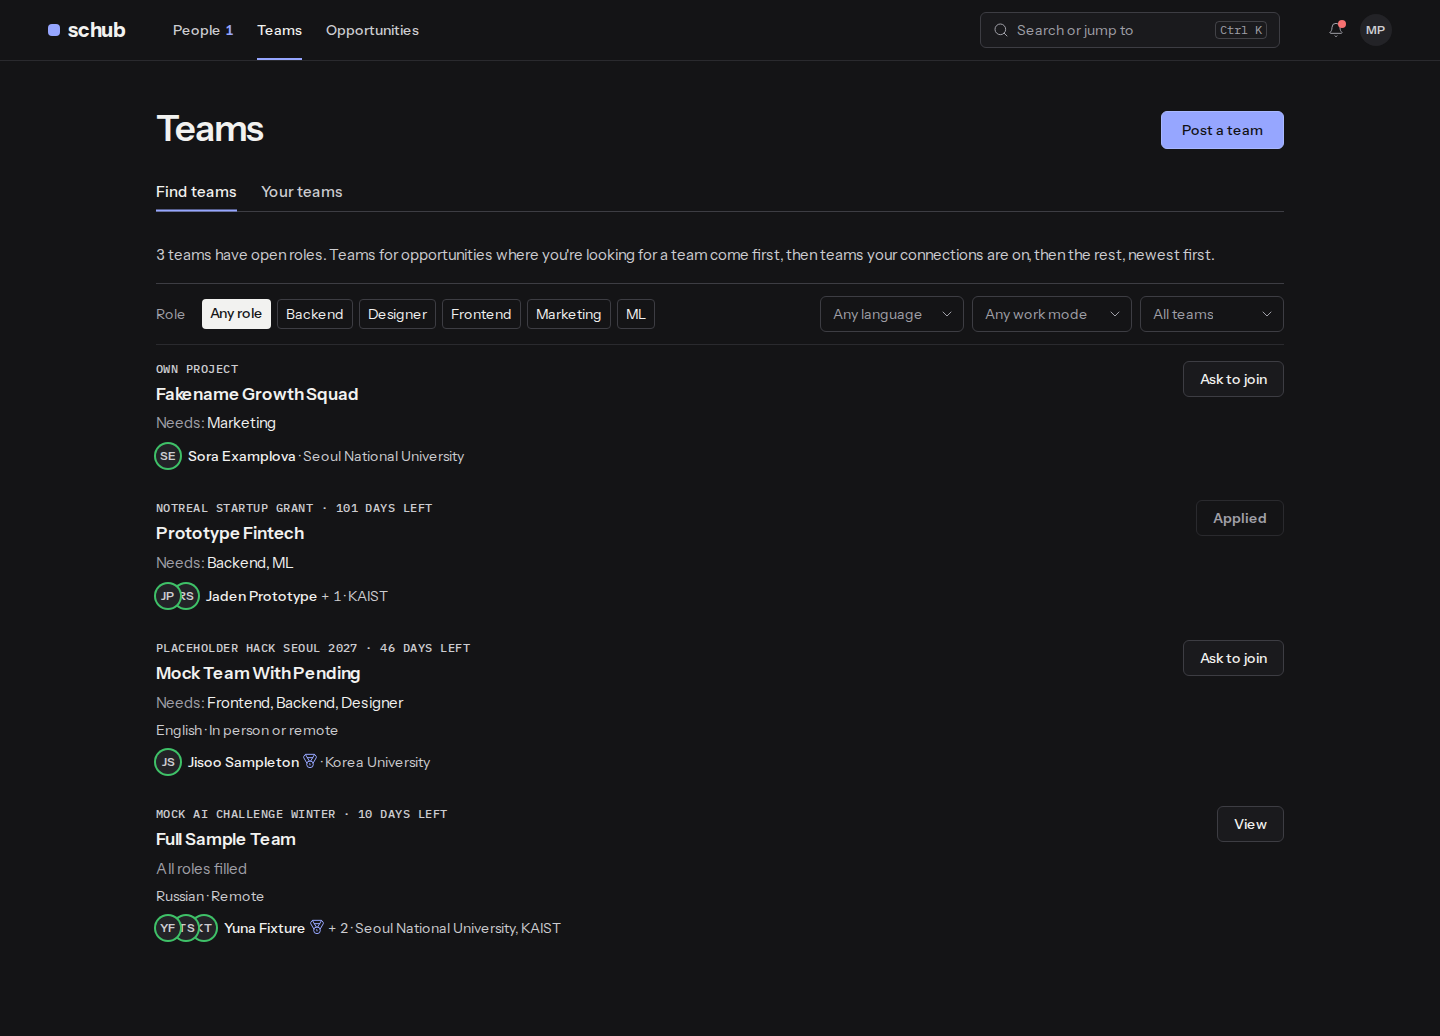 schub
People 1
Teams
Opportunities
Search or jump to
Ctrl K
MP
Teams
Post a team
Find teams
Your teams
3 teams have open roles. Teams for opportunities where you're looking for a team come first, then teams your connections are on, then the rest, newest first.
Role
Any role
Backend
Designer
Frontend
Marketing
ML
Any language
Any work mode
All teams
OWN PROJECT
Ask to join
Fakename Growth Squad
Needs: Marketing
SE
Sora Examplova · Seoul National University
NOTREAL STARTUP GRANT · 101 DAYS LEFT
Applied
Prototype Fintech
Needs: Backend, ML
JP
RS
Jaden Prototype + 1 · KAIST
PLACEHOLDER HACK SEOUL 2027 · 46 DAYS LEFT
Ask to join
Mock Team With Pending
Needs: Frontend, Backend, Designer
English · In person or remote
JS
Jisoo Sampleton · Korea University
MOCK AI CHALLENGE WINTER · 10 DAYS LEFT
View
Full Sample Team
All roles filled
Russian · Remote
YF
TS
KT
Yuna Fixture + 2 · Seoul National University, KAIST